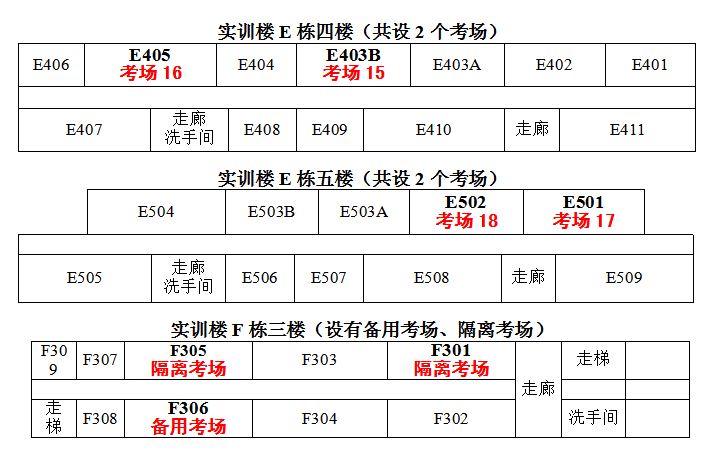 实训楼 E 栋四楼（共设 2 个考场）
E406
E405
考场 16
E404
E403B
考场 15
E403A
E402
E401
E407
走廊
洗手间
E408
E409
E410
走廊
E411
实训楼 E 栋五楼（共设 2 个考场）
E504
E503B
E503A
E502
考场 18
E501
考场 17
E505
走廊
洗手间
E506
E507
E508
走廊
E509
实训楼 F 栋三楼（设有备用考场、隔离考场）
F30
9
F307
F305
隔离考场
F303
F301
隔离考场
走廊
走梯
走
梯
F308
F306
备用考场
F304
F302
洗手间